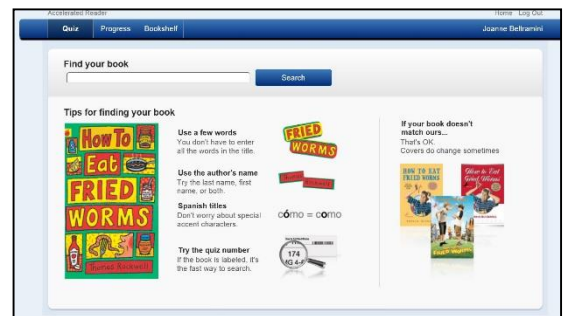 Accelerated Reader
Home Log Out
Quiz Progress Bookshelf
Joanne Beltramini
Find your book
Search
Tips for finding your book
How To
Eat
FRIED
WORMS
Thomas Rockwell
Use a few words
You don't have to enter
all the words in the title.
FRIED
WORMS
Use the author's name
Try the last name, first
name, or both.
Spanish titles
Don't worry about special
accent characters.
cómo = como
Try the quiz number
If the book is labeled, it's
the fast way to search.
174
If your book doesn't
match ours...
That's OK.
Covers do change sometimes
HOW TO EAT
FRIED WORMS
How to Eat
Fried Worms